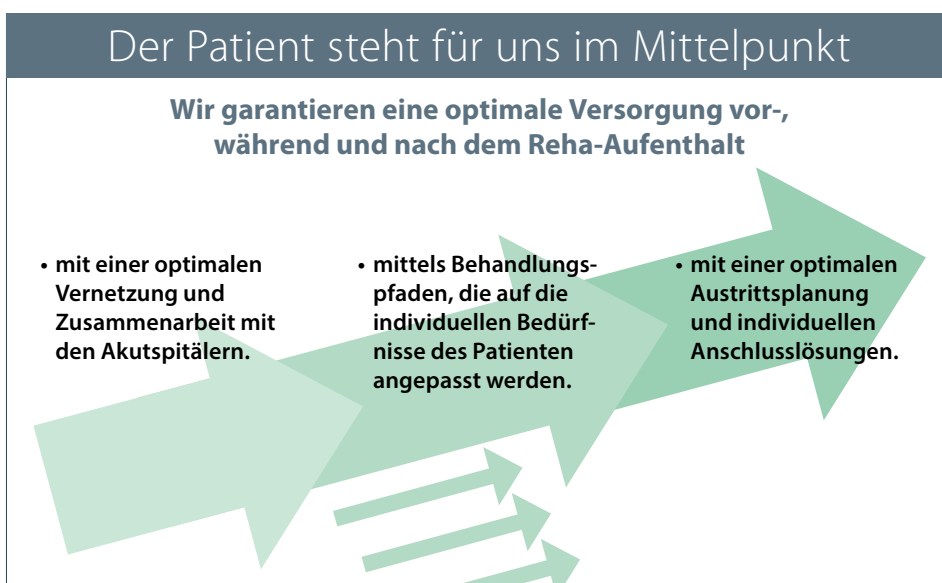 Der Patient steht für uns im Mittelpunkt
Wir garantieren eine optimale Versorgung vor-,
während und nach dem Reha-Aufenthalt
• mit einer optimalen
Vernetzung und
Zusammenarbeit mit
den Akutspitälern.
• mittels Behandlungs-
pfaden, die auf die
individuellen Bedürf-
nisse des Patienten
angepasst werden.
• mit einer optimalen
Austrittsplanung
und individuellen
Anschlusslösungen.